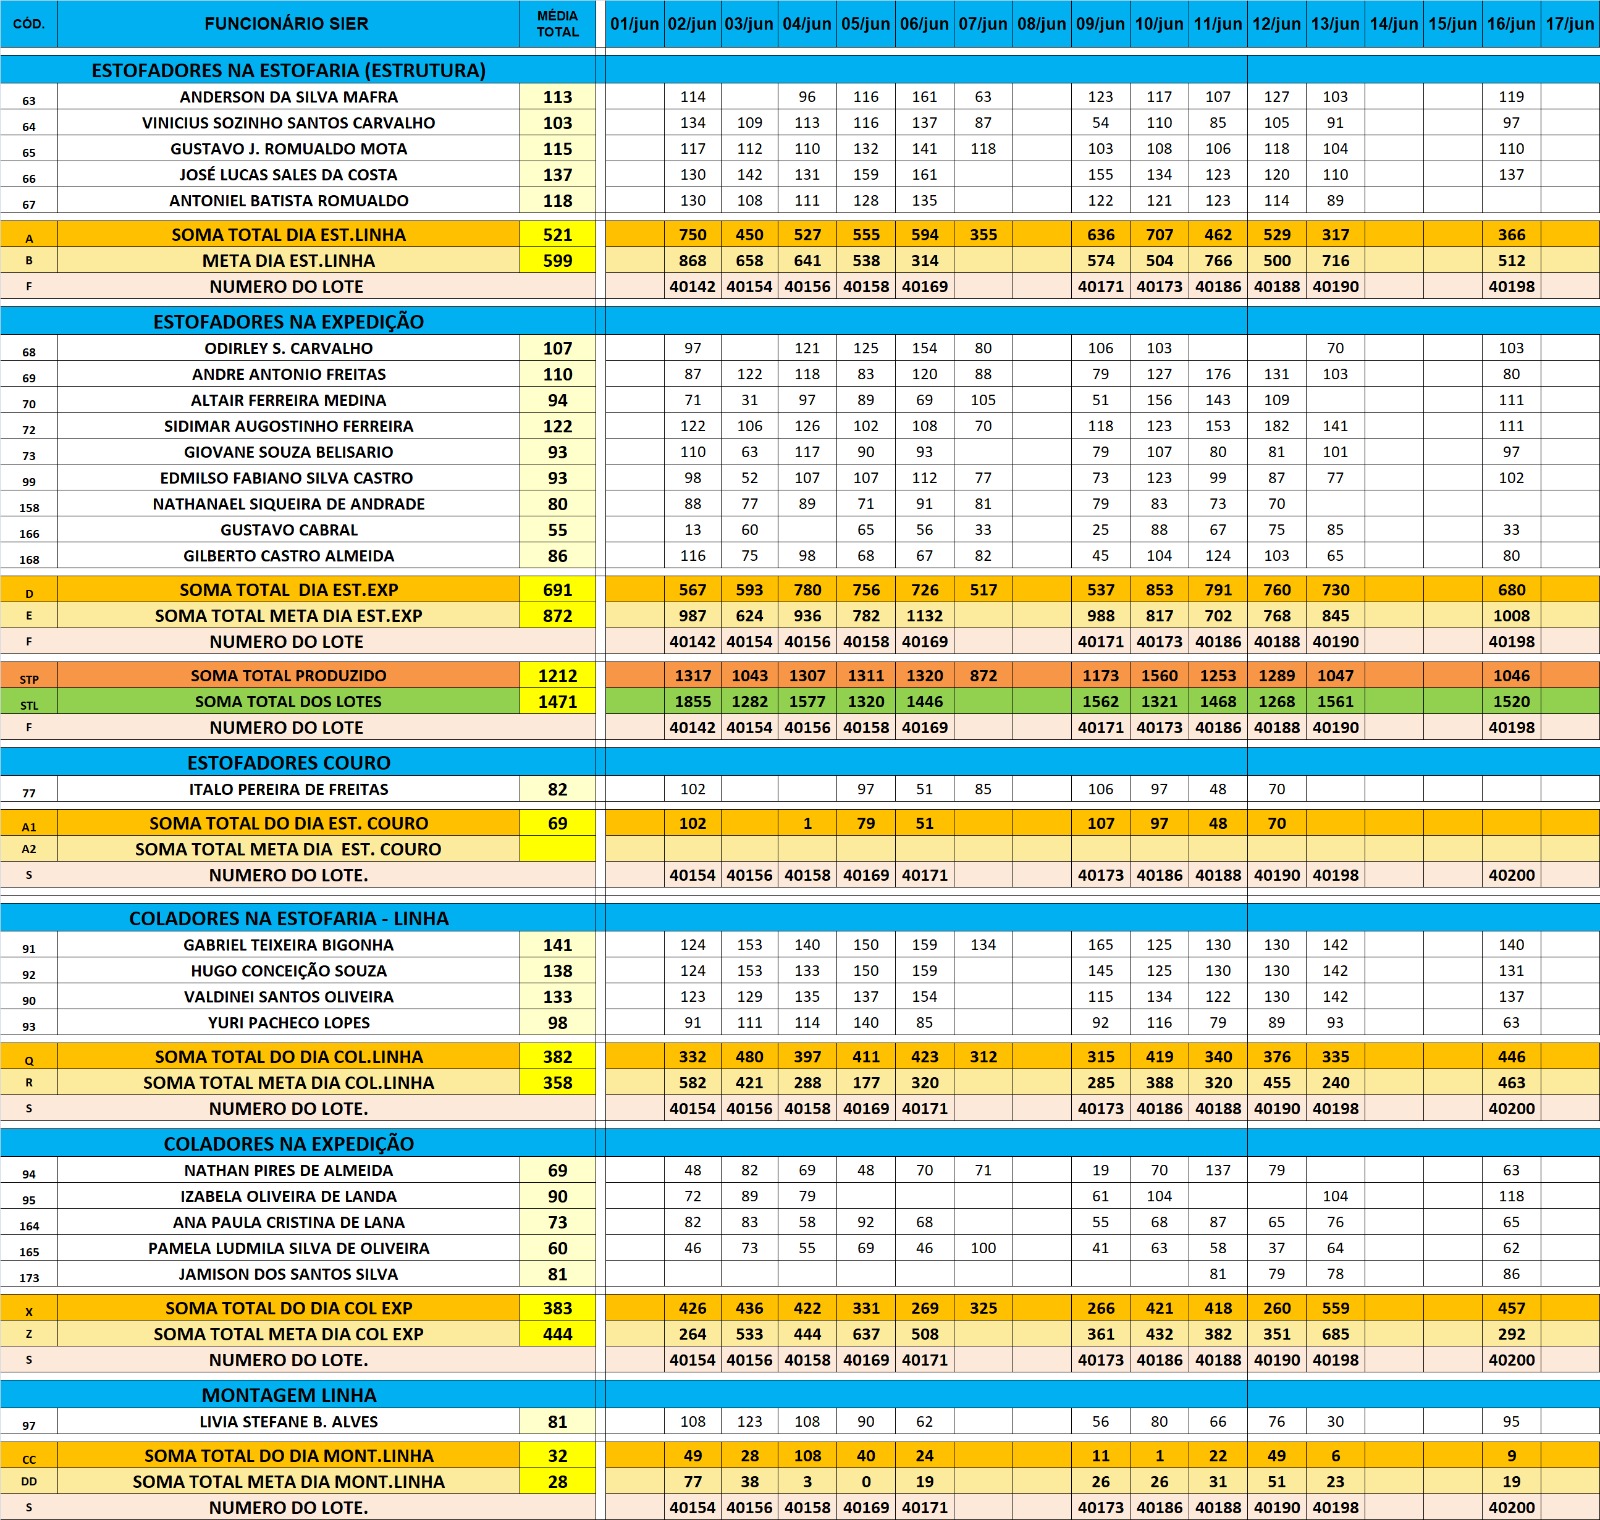 CÓD. FUNCIONÁRIO SIER MÉDIA TOTAL 01/jun 02/jun 03/jun 04/jun 05/jun 06/jun 07/jun 08/jun 09/jun 10/jun 11/jun 12/jun 13/jun 14/jun 15/jun 16/jun 17/jun
ESTOFADORES NA ESTOFARIA (ESTRUTURA)
63 ANDERSON DA SILVA MAFRA 113 114 96 116 161 63 123 117 107 127 103 119
64 VINICIUS SOZINHO SANTOS CARVALHO 103 134 109 113 116 137 87 54 110 85 105 91 97
65 GUSTAVO J. ROMUALDO MOTA 115 117 112 110 132 141 118 103 108 106 118 104 110
66 JOSÉ LUCAS SALES DA COSTA 137 130 142 131 159 161 155 134 123 120 110 137
67 ANTONIEL BATISTA ROMUALDO 118 130 108 111 128 135 122 121 123 114 89
A SOMA TOTAL DIA EST.LINHA 521 750 450 527 555 594 355 636 707 462 529 317 366
B META DIA EST.LINHA 599 868 658 641 538 314 574 504 766 500 716 512
F NUMERO DO LOTE 40142 40154 40156 40158 40169 40171 40173 40186 40188 40190 40198
ESTOFADORES NA EXPEDIÇÃO
68 ODIRLEY S. CARVALHO 107 97 121 125 154 80 106 103 70 103
69 ANDRE ANTONIO FREITAS 110 87 122 118 83 120 88 79 127 176 131 103 80
70 ALTAIR FERREIRA MEDINA 94 71 31 97 89 69 105 51 156 143 109 111
72 SIDIMAR AUGOSTINHO FERREIRA 122 122 106 126 102 108 70 118 123 153 182 141 111
73 GIOVANE SOUZA BELISARIO 93 110 63 117 90 93 79 107 80 81 101 97
99 EDMILSO FABIANO SILVA CASTRO 93 98 52 107 107 112 77 73 123 99 87 77 102
158 NATHANAEL SIQUEIRA DE ANDRADE 80 88 77 89 71 91 81 79 83 73 70
166 GUSTAVO CABRAL 55 13 60 65 56 33 25 88 67 75 85 33
168 GILBERTO CASTRO ALMEIDA 86 116 75 98 68 67 82 45 104 124 103 65 80
D SOMA TOTAL DIA EST.EXP 691 567 593 780 756 726 517 537 853 791 760 730 680
E SOMA TOTAL META DIA EST.EXP 872 987 624 936 782 1132 988 817 702 768 845 1008
F NUMERO DO LOTE 40142 40154 40156 40158 40169 40171 40173 40186 40188 40190 40198
STP SOMA TOTAL PRODUZIDO 1212 1317 1043 1307 1311 1320 872 1173 1560 1253 1289 1047 1046
STL SOMA TOTAL DOS LOTES 1471 1855 1282 1577 1320 1446 1562 1321 1468 1268 1561 1520
F NUMERO DO LOTE 40142 40154 40156 40158 40169 40171 40173 40186 40188 40190 40198
ESTOFADORES COURO
77 ITALO PEREIRA DE FREITAS 82 102 97 51 85 106 97 48 70
A1 SOMA TOTAL DO DIA EST. COURO 69 102 1 79 51 107 97 48 70
A2 SOMA TOTAL META DIA EST. COURO
S NUMERO DO LOTE. 40154 40156 40158 40169 40171 40173 40186 40188 40190 40198 40200
COLADORES NA ESTOFARIA - LINHA
91 GABRIEL TEIXEIRA BIGONHA 141 124 153 140 150 159 134 165 125 130 130 142 140
92 HUGO CONCEIÇÃO SOUZA 138 124 153 133 150 159 145 125 130 130 142 131
90 VALDINEI SANTOS OLIVEIRA 133 123 129 135 137 154 115 134 122 130 142 137
93 YURI PACHECO LOPES 98 91 111 114 140 85 92 116 79 89 93 63
Q SOMA TOTAL DO DIA COL.LINHA 382 332 480 397 411 423 312 315 419 340 376 335 446
R SOMA TOTAL META DIA COL.LINHA 358 582 421 288 177 320 285 388 320 455 240 463
S NUMERO DO LOTE. 40154 40156 40158 40169 40171 40173 40186 40188 40190 40198 40200
COLADORES NA EXPEDIÇÃO
94 NATHAN PIRES DE ALMEIDA 69 48 82 69 48 70 71 19 70 137 79 63
95 IZABELA OLIVEIRA DE LANDA 90 72 89 79 61 104 104 118
164 ANA PAULA CRISTINA DE LANA 73 82 83 58 92 68 55 68 87 65 76 65
165 PAMELA LUDMILA SILVA DE OLIVEIRA 60 46 73 55 69 46 100 41 63 58 37 64 62
173 JAMISON DOS SANTOS SILVA 81 81 79 78 86
X SOMA TOTAL DO DIA COL EXP 383 426 436 422 331 269 325 266 421 418 260 559 457
Z SOMA TOTAL META DIA COL EXP 444 264 533 444 637 508 361 432 382 351 685 292
S NUMERO DO LOTE. 40154 40156 40158 40169 40171 40173 40186 40188 40190 40198 40200
MONTAGEM LINHA
97 LIVIA STEFANE B. ALVES 81 108 123 108 90 62 56 80 66 76 30 95
CC SOMA TOTAL DO DIA MONT.LINHA 32 49 28 108 40 24 11 1 22 49 6 9
DD SOMA TOTAL META DIA MONT.LINHA 28 77 38 3 0 19 26 26 31 51 23 19
S NUMERO DO LOTE. 40154 40156 40158 40169 40171 40173 40186 40188 40190 40198 40200